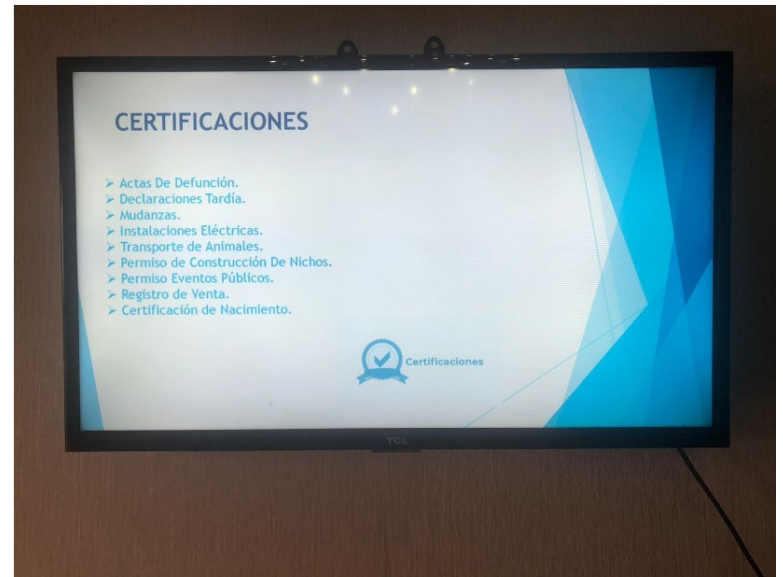 CERTIFICACIONES
➢ Actas De Defunción.
➢ Declaraciones Tardía.
➢ Mudanzas.
➢ Instalaciones Eléctricas.
➢ Transporte de Animales.
➢ Permiso de Construcción De Nichos.
➢ Permiso Eventos Públicos.
➢ Registro de Venta.
➢ Certificación de Nacimiento.
Certificaciones
TCL